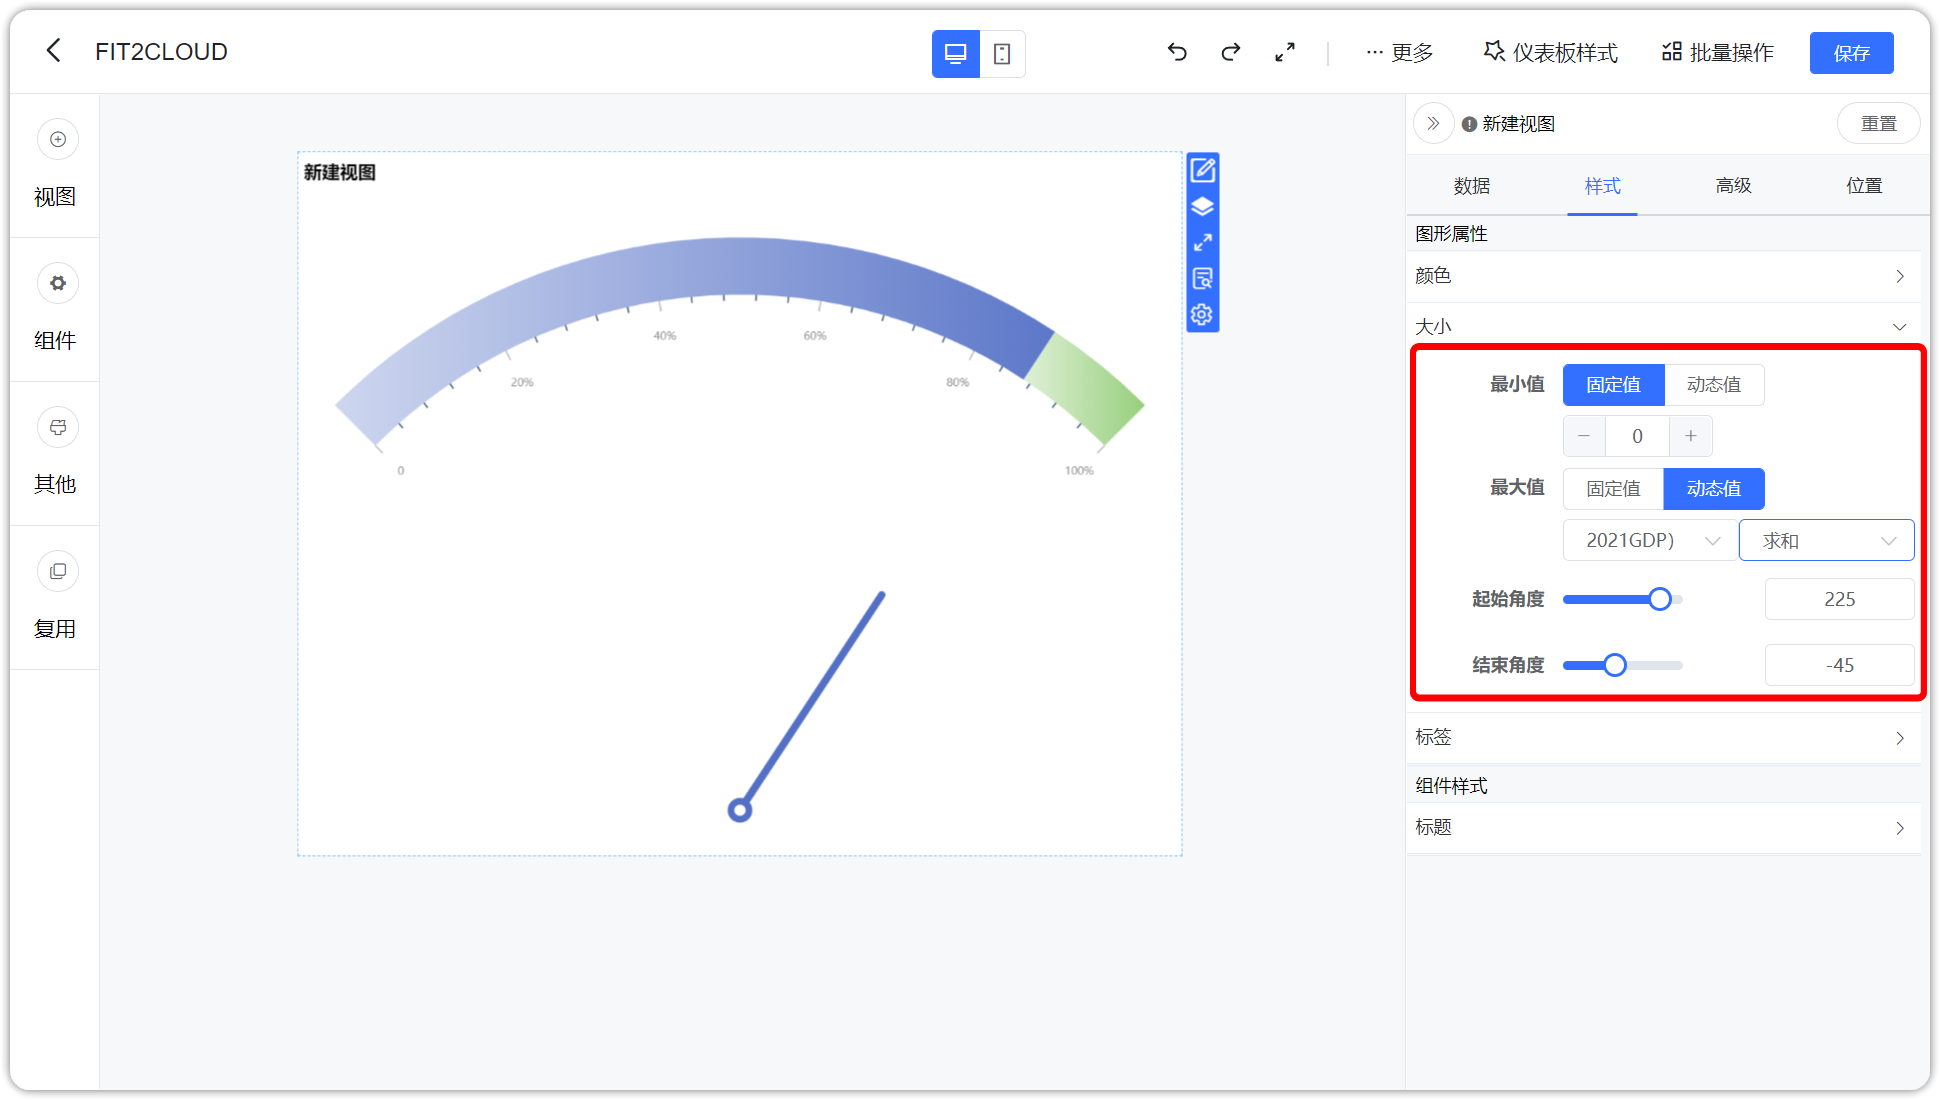 FIT2CLOUD
更多
仪表板样式
批量操作
保存
视图
组件
其他
复用
新建视图
0
20%
40%
60%
80%
100%
新建视图
重置
数据
样式
高级
位置
图形属性
颜色
大小
最小值
固定值
动态值
0
最大值
固定值
动态值
2021GDP)
求和
起始角度
225
结束角度
-45
标签
组件样式
标题